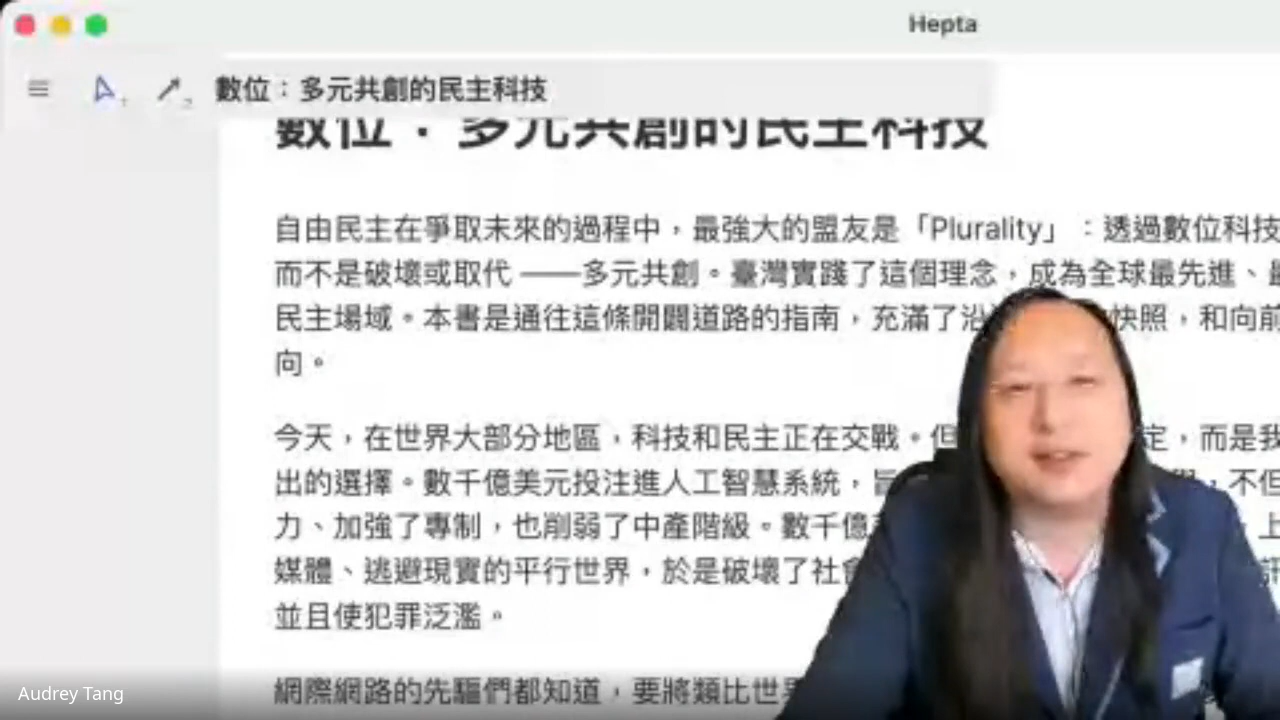 Hepta
數位：多元共創的民主科技
數位：多元共創的民主科技
自由民主在爭取未來的過程中，最強大的盟友是「Plurality」：透過數位科技
而不是破壞或取代 ——多元共創。臺灣實踐了這個理念，成為全球最先進、最
民主場域。本書是通往這條開闢道路的指南，充滿了沿 快照，和向前
向。
今天，在世界大部分地區，科技和民主正在交戰。但 定，而是我
出的選擇。數千億美元投注進人工智慧系統，旨 不但
力、加強了專制，也削弱了中產階級。數千億 上
媒體、逃避現實的平行世界，於是破壞了社會
並且使犯罪泛濫。
網際網路的先驅們都知道，要將類比世界
Audrey Tang